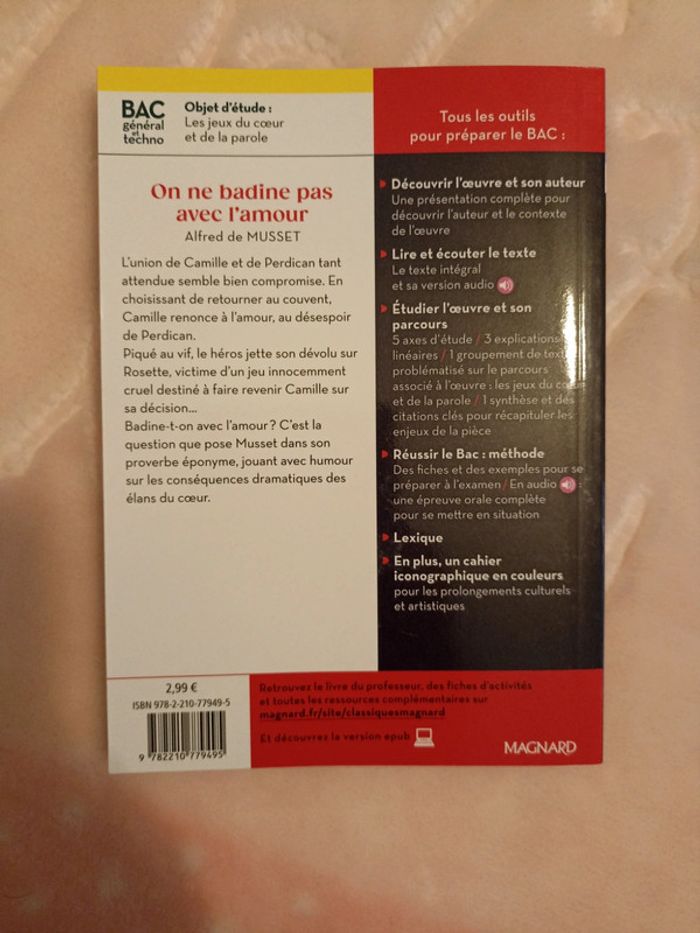 BAC
général
et
techno
Objet d'étude :
Les jeux du cœur
et de la parole
On ne badine pas
avec l'amour
Alfred de MUSSET
L'union de Camille et de Perdican tant
attendue semble bien compromise. En
choisissant de retourner au couvent,
Camille renonce à l'amour, au désespoir
de Perdican.
Piqué au vif, le héros jette son dévolu sur
Rosette, victime d'un jeu innocemment
cruel destiné à faire revenir Camille sur
sa décision...
Badine-t-on avec l'amour ? C'est la
question que pose Musset dans son
proverbe éponyme, jouant avec humour
sur les conséquences dramatiques des
élans du cœur.
Tous les outils
pour préparer le BAC :
Découvrir l'œuvre et son auteur
Une présentation complète pour
découvrir l'auteur et le contexte
de l'œuvre
Lire et écouter le texte
Le texte intégral
et sa version audio
Étudier l'œuvre et son
parcours
5 axes d'étude / 3 explications
linéaires / 1 groupement de textes
problématisé sur le parcours
associé à l'œuvre : les jeux du cœur
et de la parole / 1 synthèse et des
citations clés pour récapituler les
enjeux de la pièce
Réussir le Bac : méthode
Des fiches et des exemples pour se
préparer à l'examen / En audio :
une épreuve orale complète
pour se mettre en situation
Lexique
En plus, un cahier
iconographique en couleurs
pour les prolongements culturels
et artistiques
2,99 €
ISBN 978-2-210-77949-5
9 782210 779495
Retrouvez le livre du professeur, des fiches d'activités
et toutes les ressources complémentaires sur
magnard.fr/site/classiquesmagnard
Et découvrez la version epub
MAGNARD